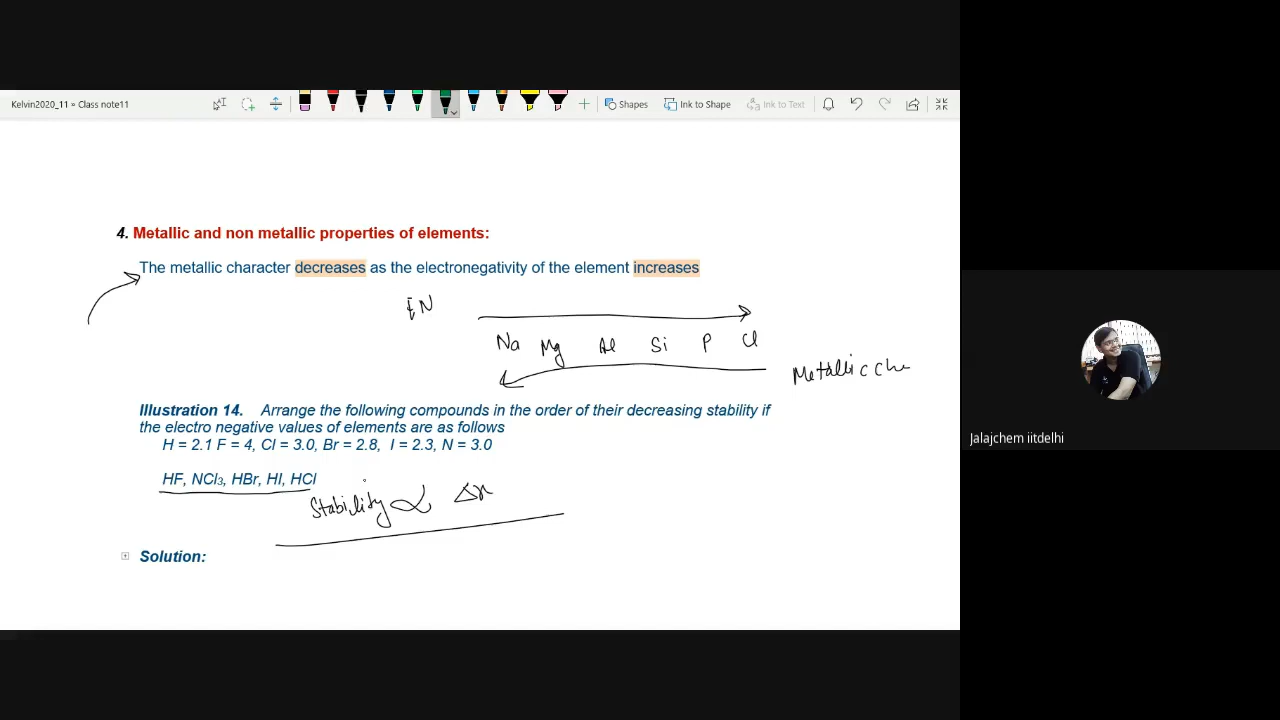 Kelvin2020_11 » Class note11
Shapes
Ink to Shape
Ink to Text
4. Metallic and non metallic properties of elements:
The metallic character decreases as the electronegativity of the element increases
EN
Na Mg Al Si P Cl
Metallic Cha
Illustration 14. Arrange the following compounds in the order of their decreasing stability if
the electro negative values of elements are as follows
H = 2.1 F = 4, Cl = 3.0, Br = 2.8, I = 2.3, N = 3.0
HF, NCl₃, HBr, HI, HCl
Stability ∝ Δx
Solution:
Jalajchem iitdelhi